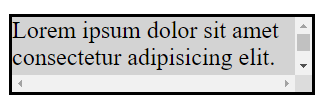 Lorem ipsum dolor sit amet
consectetur adipisicing elit.